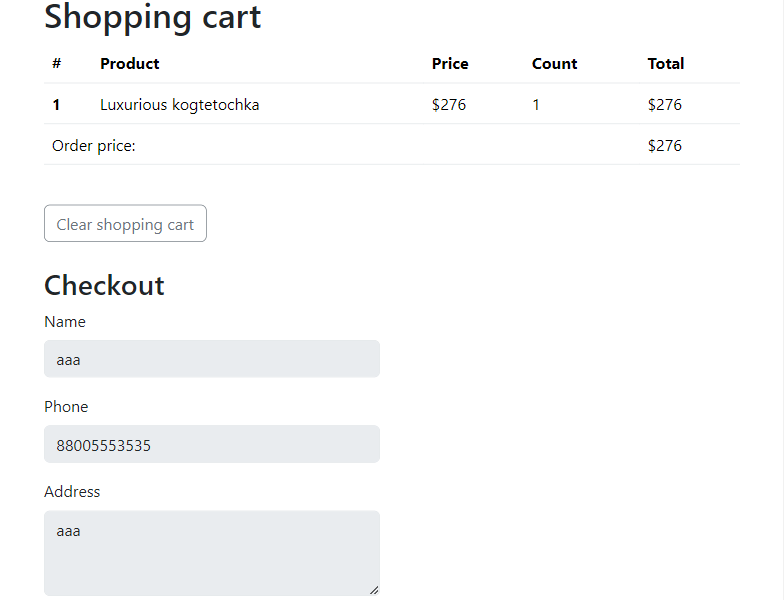 Shopping cart
# Product Price Count Total
1 Luxurious kogtetochka $276 1 $276
Order price: $276
Clear shopping cart
Checkout
Name
aaa
Phone
88005553535
Address
aaa